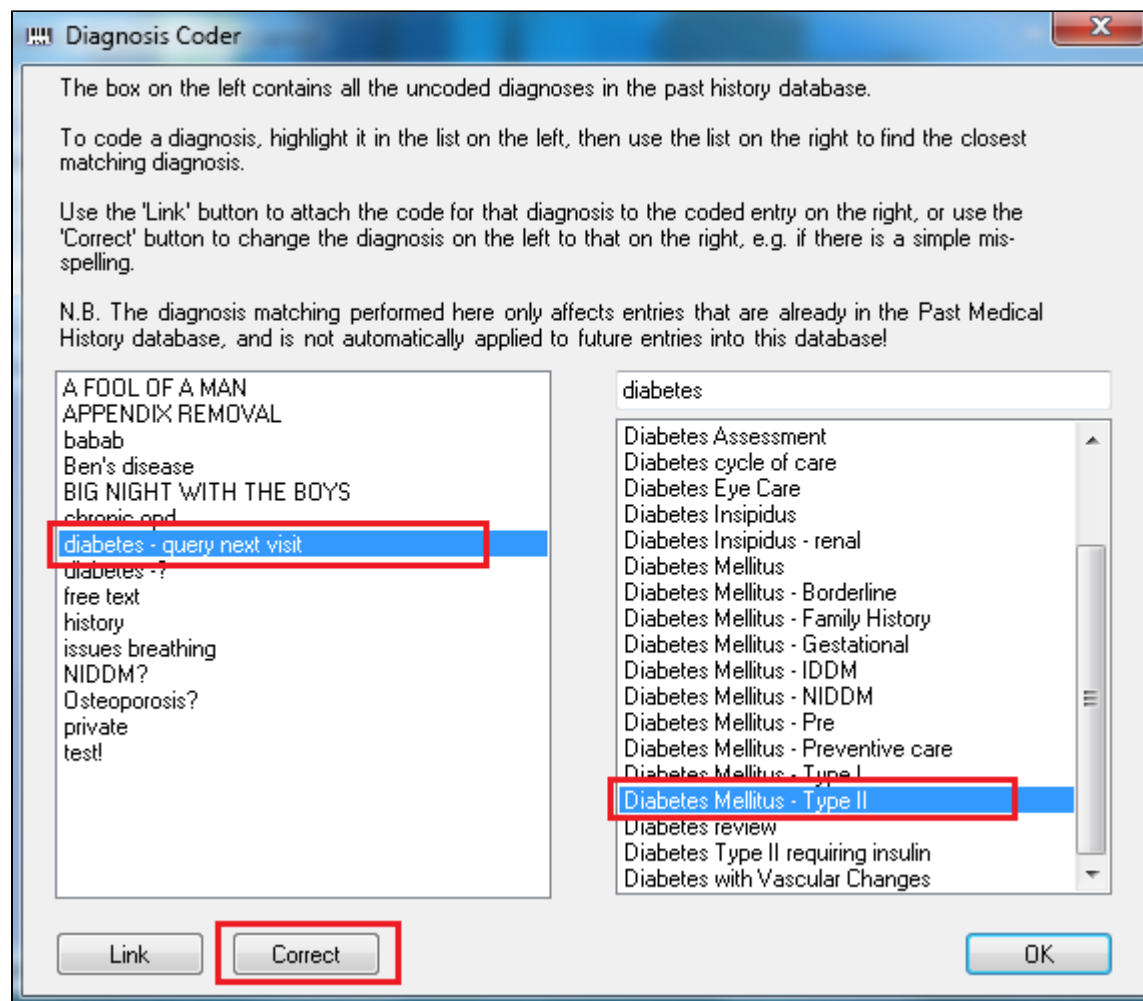 Diagnosis Coder
The box on the left contains all the uncoded diagnoses in the past history database.
To code a diagnosis, highlight it in the list on the left, then use the list on the right to find the closest
matching diagnosis.
Use the 'Link' button to attach the code for that diagnosis to the coded entry on the right, or use the
'Correct' button to change the diagnosis on the left to that on the right, e.g. if there is a simple mis-
spelling.
N.B. The diagnosis matching performed here only affects entries that are already in the Past Medical
History database, and is not automatically applied to future entries into this database!
A FOOL OF A MAN
APPENDIX REMOVAL
babab
Ben's disease
BIG NIGHT WITH THE BOYS
chronic opd
diabetes - query next visit
diabetes -?
free text
history
issues breathing
NIDDM?
Osteoporosis?
private
test!
diabetes
Diabetes Assessment
Diabetes cycle of care
Diabetes Eye Care
Diabetes Insipidus
Diabetes Insipidus - renal
Diabetes Mellitus
Diabetes Mellitus - Borderline
Diabetes Mellitus - Family History
Diabetes Mellitus - Gestational
Diabetes Mellitus - IDDM
Diabetes Mellitus - NIDDM
Diabetes Mellitus - Pre
Diabetes Mellitus - Preventive care
Diabetes Mellitus - Type I
Diabetes Mellitus - Type II
Diabetes review
Diabetes Type II requiring insulin
Diabetes with Vascular Changes
Link
Correct
OK